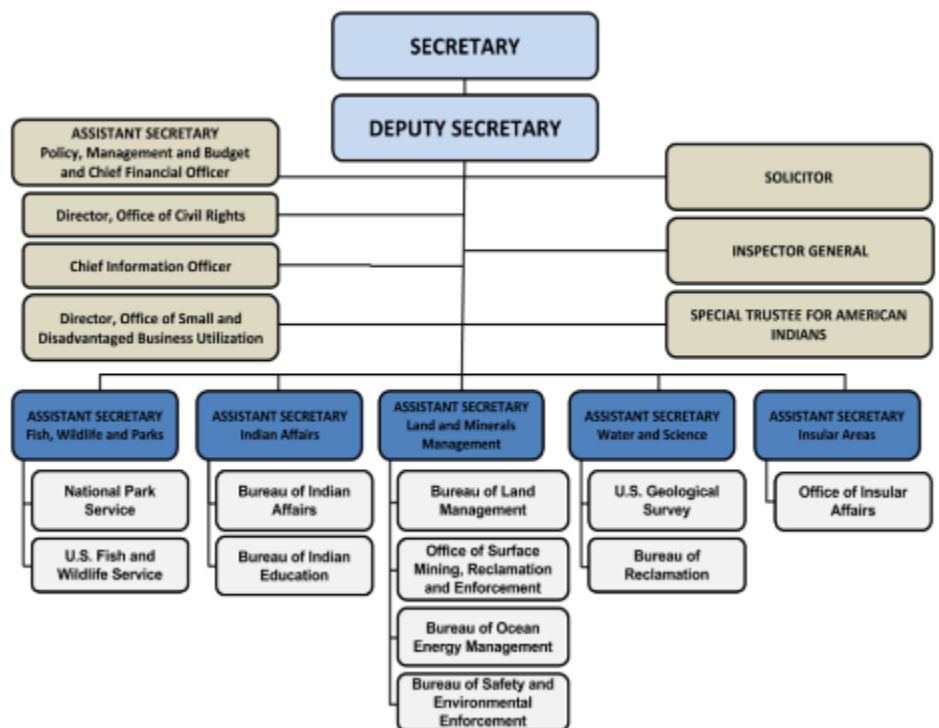 SECRETARY
DEPUTY SECRETARY
ASSISTANT SECRETARY
Policy, Management and Budget
and Chief Financial Officer
Director, Office of Civil Rights
Chief Information Officer
Director, Office of Small and
Disadvantaged Business Utilization
SOLICITOR
INSPECTOR GENERAL
SPECIAL TRUSTEE FOR AMERICAN
INDIANS
ASSISTANT SECRETARY
Fish, Wildlife and Parks
National Park
Service
U.S. Fish and
Wildlife Service
ASSISTANT SECRETARY
Indian Affairs
Bureau of Indian
Affairs
Bureau of Indian
Education
ASSISTANT SECRETARY
Land and Minerals
Management
Bureau of Land
Management
Office of Surface
Mining, Reclamation
and Enforcement
Bureau of Ocean
Energy Management
Bureau of Safety and
Environmental
Enforcement
ASSISTANT SECRETARY
Water and Science
U.S. Geological
Survey
Bureau of
Reclamation
ASSISTANT SECRETARY
Insular Areas
Office of Insular
Affairs